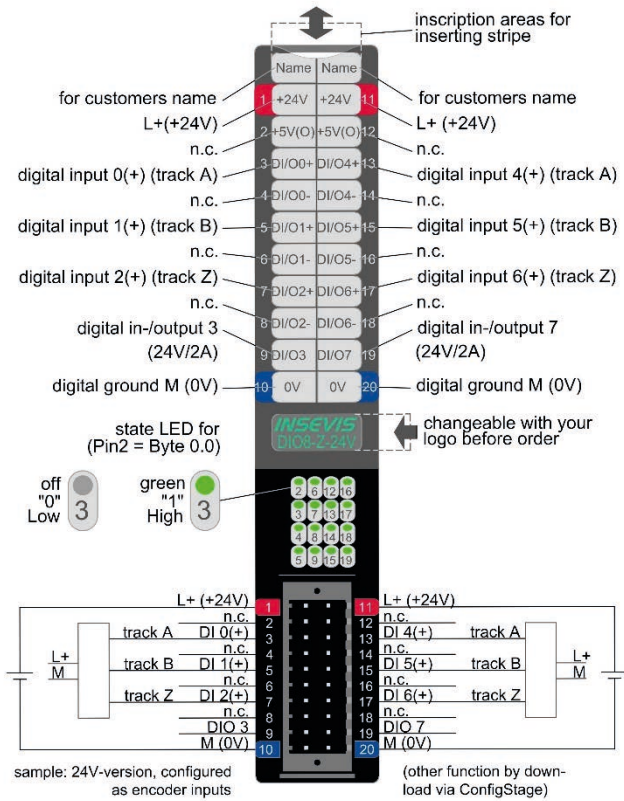 inscription areas for
inserting stripe
Name Name
for customers name
for customers name
1 +24V +24V 11
L+(+24V)
L+ (+24V)
2 +5V(O) +5V(O) 12
n.c.
n.c.
3 DI/O0+ DI/O4+ 13
digital input 0(+) (track A)
digital input 4(+) (track A)
4 DI/O0- DI/O4- 14
n.c.
n.c.
5 DI/O1+ DI/O5+ 15
digital input 1(+) (track B)
digital input 5(+) (track B)
6 DI/O1- DI/O5- 16
n.c.
n.c.
7 DI/O2+ DI/O6+ 17
digital input 2(+) (track Z)
digital input 6(+) (track Z)
8 DI/O2- DI/O6- 18
n.c.
n.c.
9 DI/O3 DI/O7 19
digital in-/output 3
(24V/2A)
digital in-/output 7
(24V/2A)
10 0V 0V 20
digital ground M (0V)
digital ground M (0V)
INSEVIS
DIO8-Z-24V
changeable with your
logo before order
state LED for
(Pin2 = Byte 0.0)
off
"0"
Low
3
green
"1"
High
3
2 6 12 16
3 7 13 17
4 8 14 18
5 9 15 19
L+ (+24V) 1 11 L+ (+24V)
n.c. 2 12 n.c.
track A DI 0(+) 3 13 DI 4(+) track A
n.c. 4 14 n.c.
L+
M
track B DI 1(+) 5 15 DI 5(+) track B
L+
M
n.c. 6 16 n.c.
track Z DI 2(+) 7 17 DI 6(+) track Z
n.c. 8 18 n.c.
DIO 3 9 19 DIO 7
M (0V) 10 20 M (0V)
sample: 24V-version, configured
as encoder inputs
(other function by down-
load via ConfigStage)